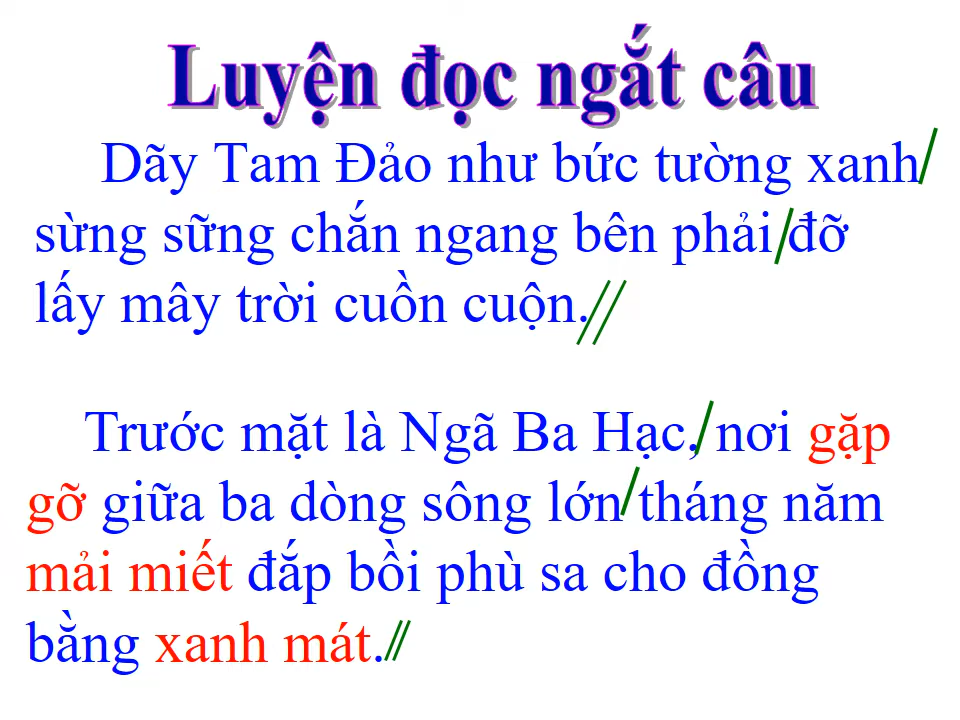 Luyện đọc ngắt câu
Dãy Tam Đảo như bức tường xanh/
sừng sững chắn ngang bên phải/đỡ
lấy mây trời cuồn cuộn.//
Trước mặt là Ngã Ba Hạc,/ nơi gặp
gỡ giữa ba dòng sông lớn/tháng năm
mải miết đắp bồi phù sa cho đồng
bằng xanh mát.//